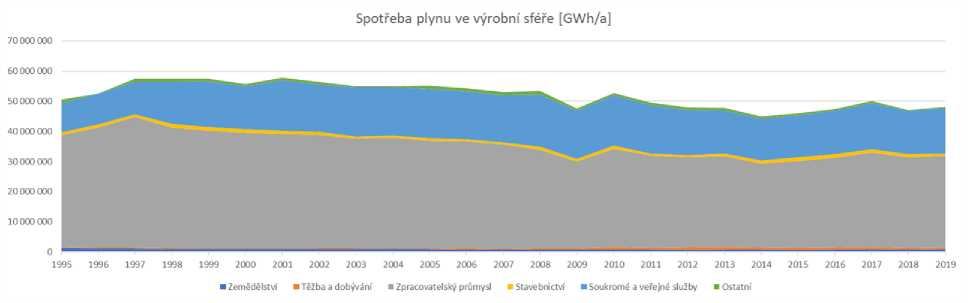 Spotřeba plynu ve výrobní sféře [GWh/a]
70 000 000
60 000 000
50 000 000
40 000 000
30 000 000
20 000 000
10 000 000
0
1995 1996 1997 1998 1999 2000 2001 2002 2003 2004 2005 2006 2007 2008 2009 2010 2011 2012 2013 2014 2015 2016 2017 2018 2019
Zemědělství Těžba a dobývání Zpracovatelský průmysl Stavebnictví Soukromé a veřejné služby Ostatní